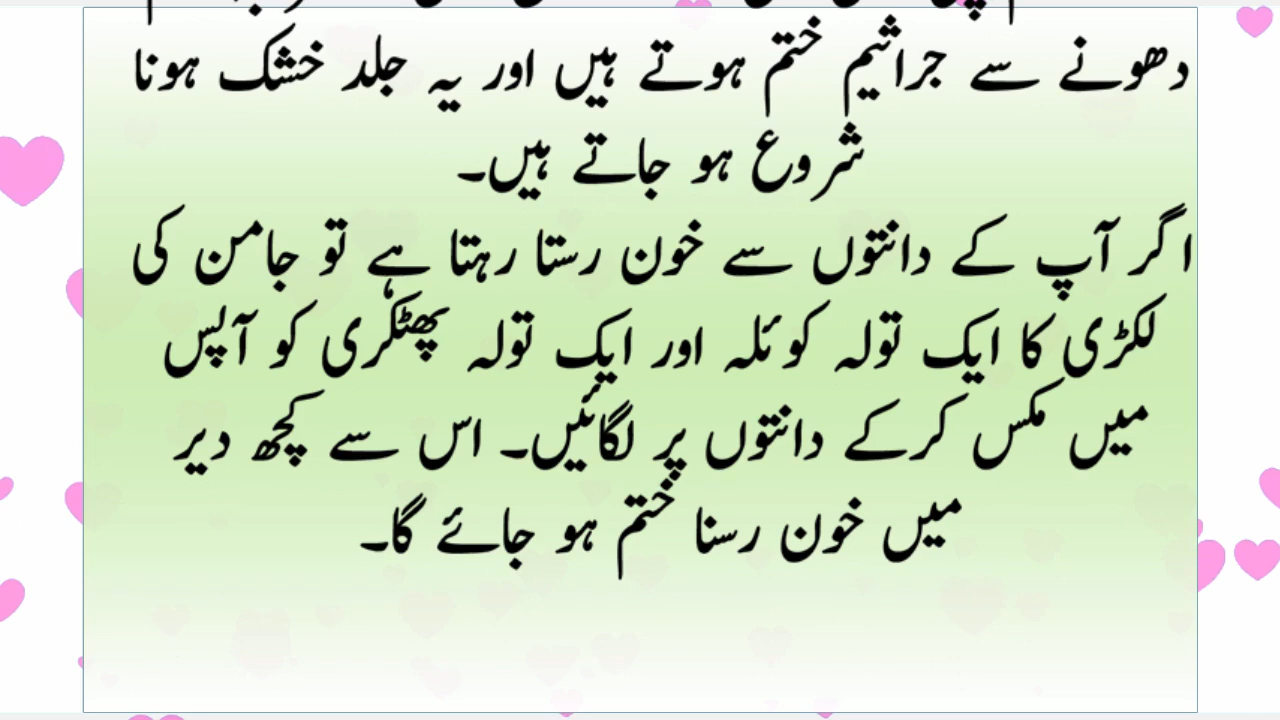 دھونے سے جراثیم ختم ہوتے ہیں اور یہ جلد خشک ہونا
شروع ہو جاتے ہیں۔
اگر آپ کے دانتوں سے خون رستا رہتا ہے تو جامن کی
لکڑی کا ایک تولہ کوئلہ اور ایک تولہ پھٹکری کو آپس
میں مکس کرکے دانتوں پر لگائیں۔ اس سے کچھ دیر
میں خون رسنا ختم ہو جائے گا۔